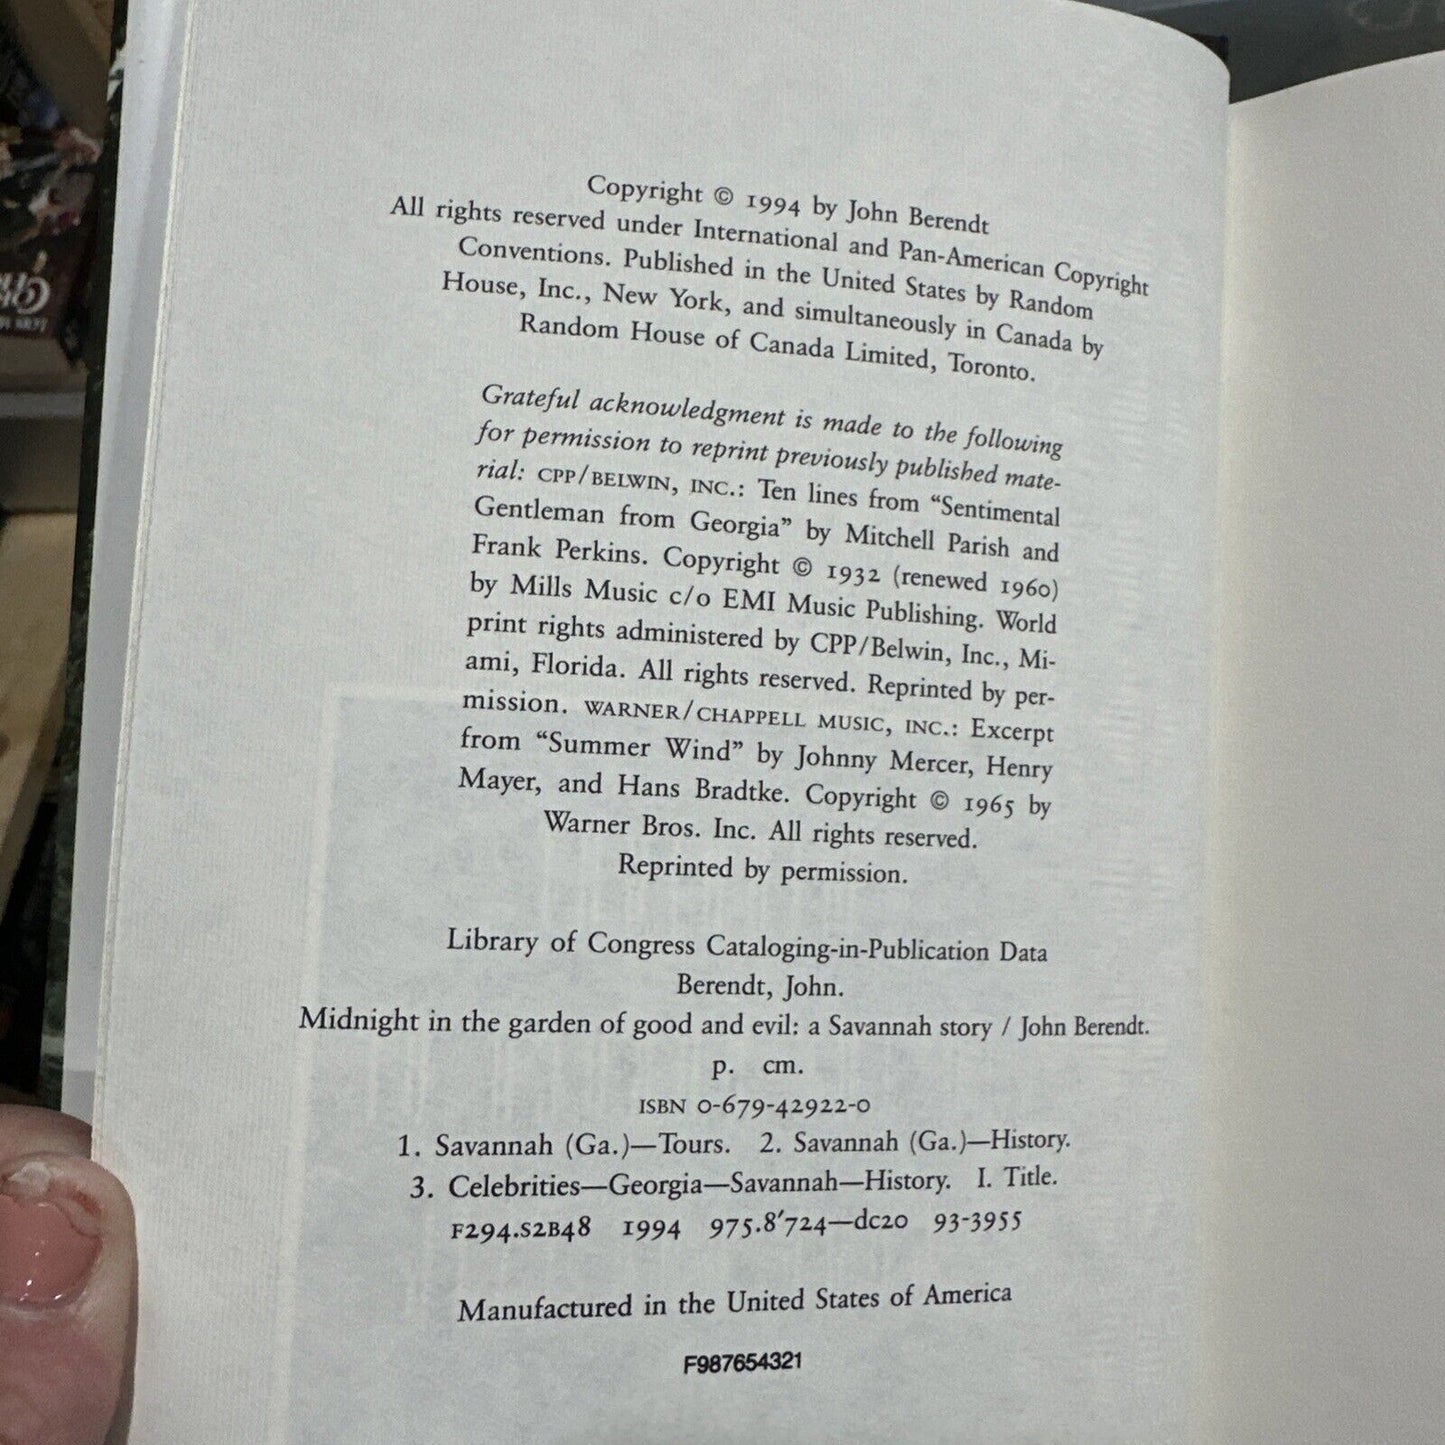 Copyright © 1994 by John Berendt
All rights reserved under International and Pan-American Copyright
Conventions. Published in the United States by Random
House, Inc., New York, and simultaneously in Canada by
Random House of Canada Limited, Toronto.
Grateful acknowledgment is made to the following
for permission to reprint previously published mate-
rial: CPP/BELWIN, INC.: Ten lines from “Sentimental
Gentleman from Georgia” by Mitchell Parish and
Frank Perkins. Copyright © 1932 (renewed 1960)
by Mills Music c/o EMI Music Publishing. World
print rights administered by CPP/Belwin, Inc., Mi-
ami, Florida. All rights reserved. Reprinted by per-
mission. WARNER/CHAPPELL MUSIC, INC.: Excerpt
from “Summer Wind” by Johnny Mercer, Henry
Mayer, and Hans Bradtke. Copyright © 1965 by
Warner Bros. Inc. All rights reserved.
Reprinted by permission.
Library of Congress Cataloging-in-Publication Data
Berendt, John.
Midnight in the garden of good and evil: a Savannah story / John Berendt.
p. cm.
ISBN 0-679-42922-0
1. Savannah (Ga.)—Tours. 2. Savannah (Ga.)—History.
3. Celebrities—Georgia—Savannah—History. I. Title.
F294.S2B48 1994 975.8′724—dc20 93-3955
Manufactured in the United States of America
F987654321